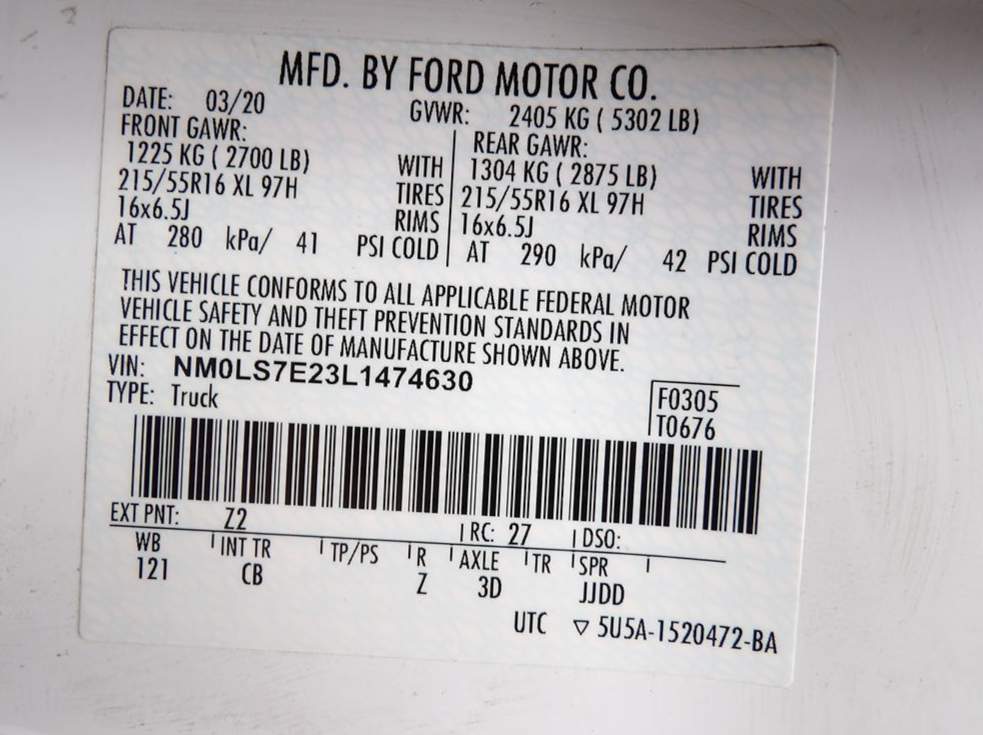 MFD. BY FORD MOTOR CO.
DATE: 03/20 GVWR: 2405 KG ( 5302 LB)
FRONT GAWR: REAR GAWR:
1225 KG ( 2700 LB) WITH 1304 KG ( 2875 LB) WITH
215/55R16 XL 97H TIRES 215/55R16 XL 97H TIRES
16x6.5J RIMS 16x6.5J RIMS
AT 280 kPa/ 41 PSI COLD AT 290 kPa/ 42 PSI COLD
THIS VEHICLE CONFORMS TO ALL APPLICABLE FEDERAL MOTOR
VEHICLE SAFETY AND THEFT PREVENTION STANDARDS IN
EFFECT ON THE DATE OF MANUFACTURE SHOWN ABOVE.
VIN: NM0LS7E23L1474630
TYPE: Truck
F0305
T0676
EXT PNT: Z2 RC: 27 DSO:
WB INT TR TP/PS R AXLE TR SPR
121 CB Z 3D JJDD
UTC ▽ 5U5A-1520472-BA